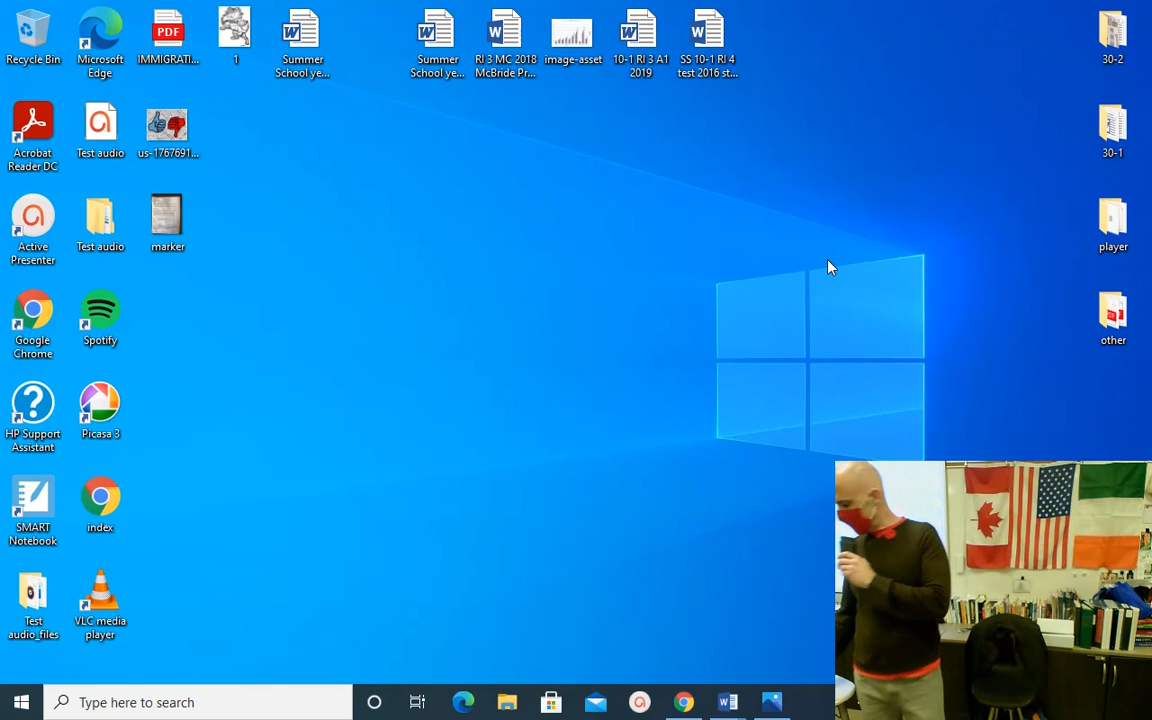 Recycle Bin
Microsoft
Edge
PDF
IMMIGRATI...
1
Summer
School ye...
Summer
School ye...
RI 3 MC 2018
McBride Pr...
image-asset
10-1 RI 3 A1
2019
SS 10-1 RI 4
test 2016 st...
30-2
Acrobat
Reader DC
Test audio
us-1767691...
30-1
Active
Presenter
Test audio
marker
player
Google
Chrome
Spotify
other
HP Support
Assistant
Picasa 3
SMART
Notebook
index
Test
audio_files
VLC media
player
Type here to search